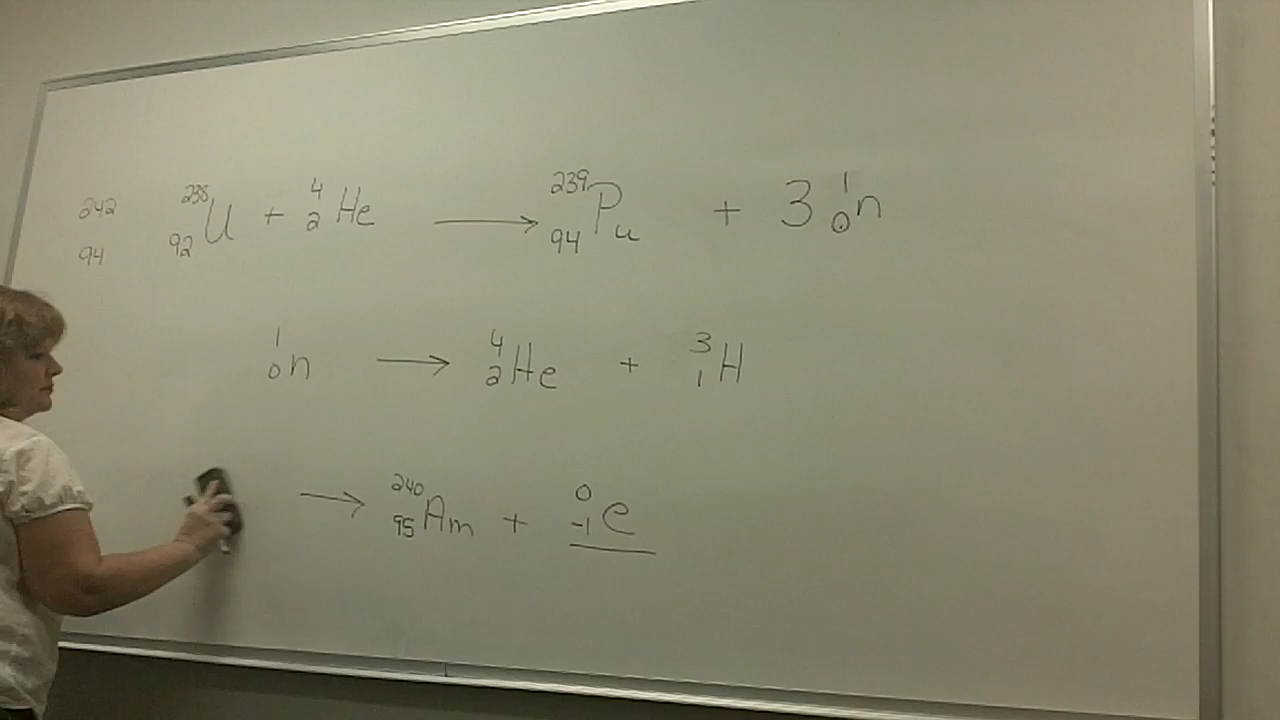 242 94 ²³⁸₉₂U + ⁴₂He ⟶ ²³⁹₉₄Pu + 3 ¹₀n
¹₀n ⟶ ⁴₂He + ³₁H
⟶ ²⁴⁰₉₅Am + ⁰₋₁e